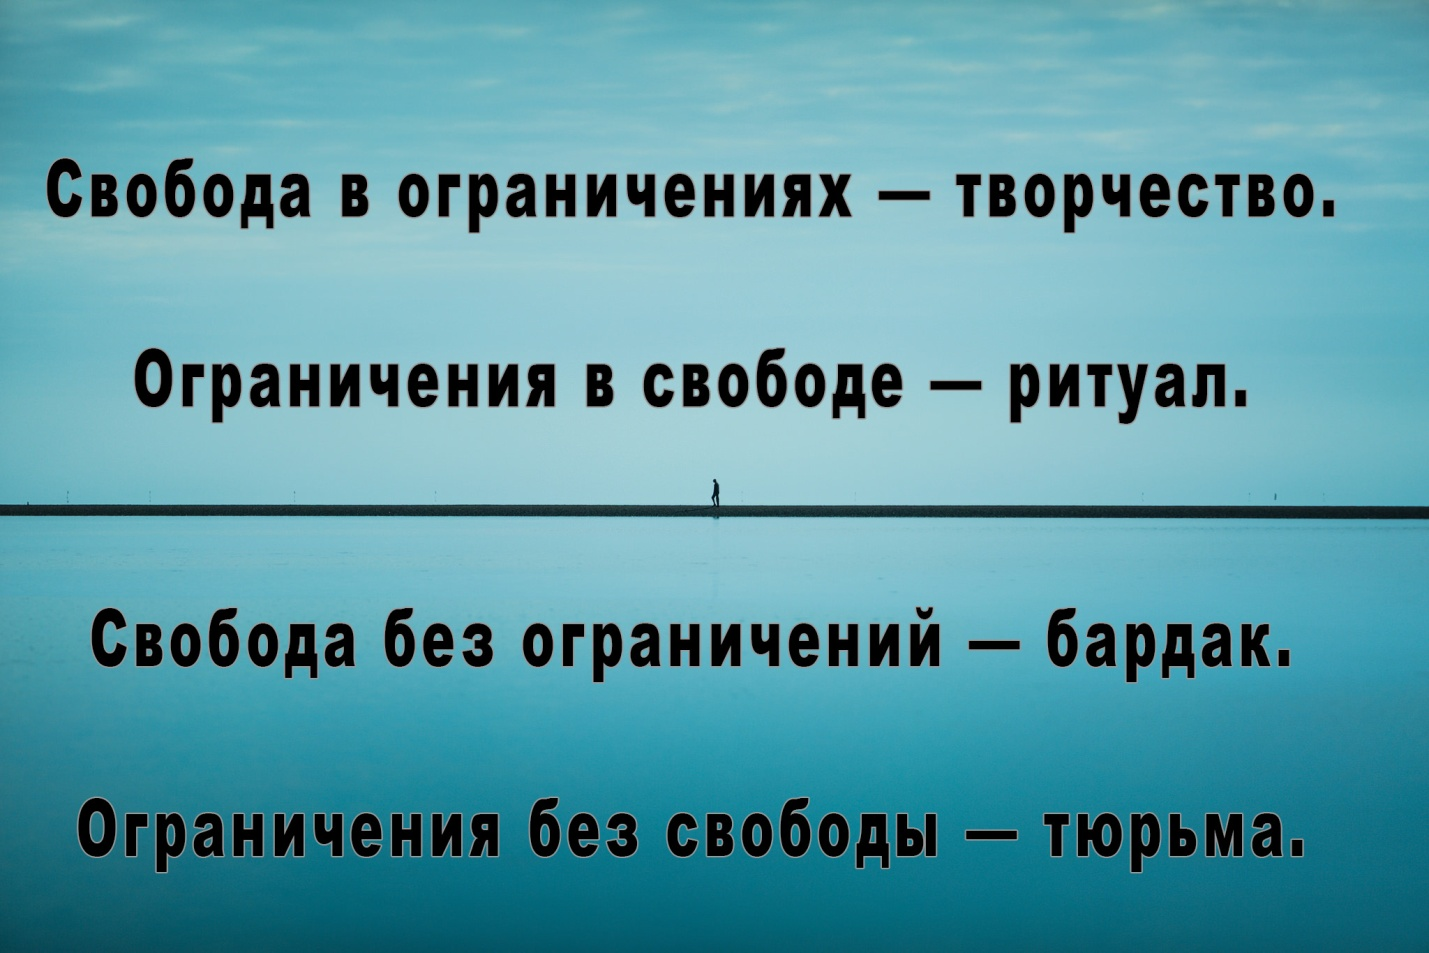 Свобода в ограничениях — творчество.
Ограничения в свободе — ритуал.
Свобода без ограничений — бардак.
Ограничения без свободы — тюрьма.